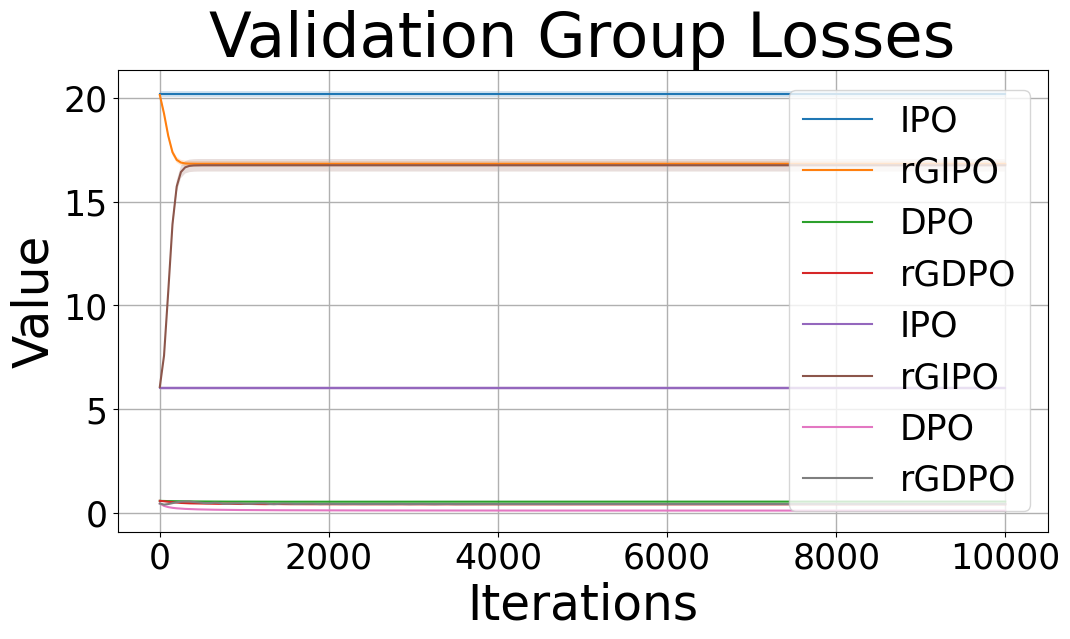 Validation Group Losses
Value
20
15
10
5
0
0 2000 4000 6000 8000 10000
Iterations
IPO
rGIPO
DPO
rGDPO
IPO
rGIPO
DPO
rGDPO